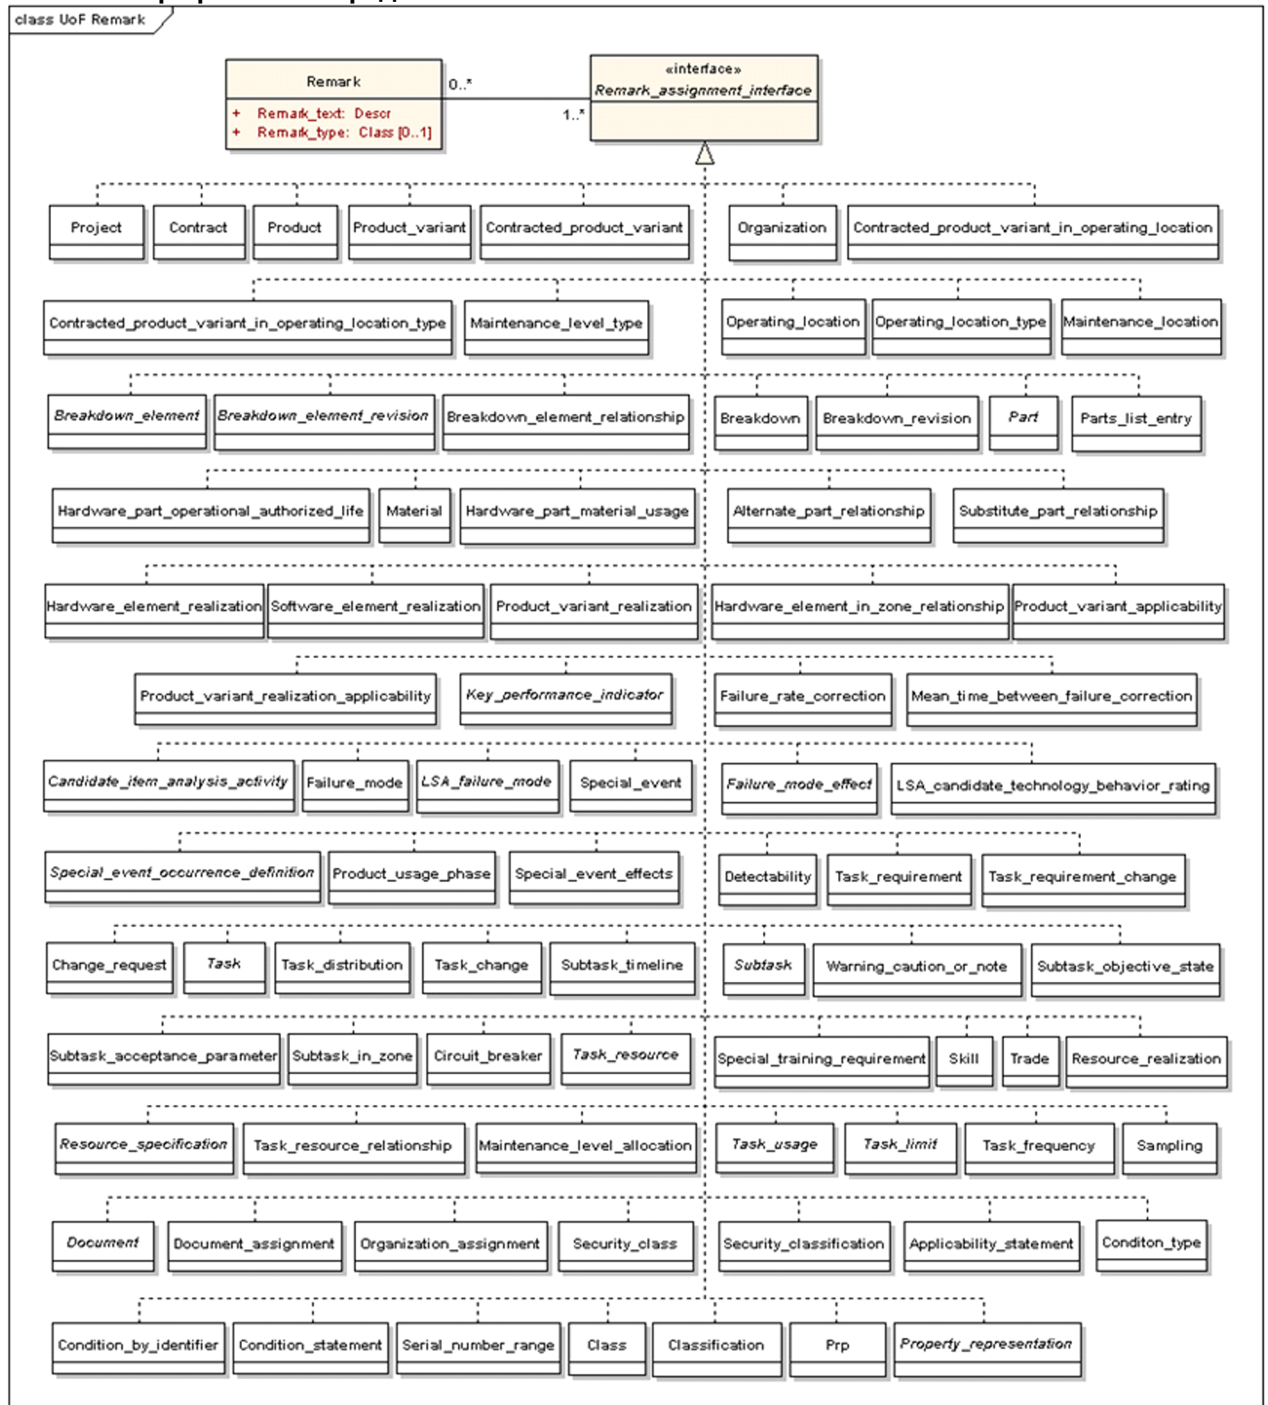 class UoF Remark
«interface»
Remark
Remark_assignment_interface
0..*
1..*
+ Remark_text: Descr
+ Remark_type: Class [0..1]
Project Contract Product Product_variant Contracted_product_variant Organization Contracted_product_variant_in_operating_location
Contracted_product_variant_in_operating_location_type Maintenance_level_type Operating_location Operating_location_type Maintenance_location
Breakdown_element Breakdown_element_revision Breakdown_element_relationship Breakdown Breakdown_revision Part Parts_list_entry
Hardware_part_operational_authorized_life Material Hardware_part_material_usage Alternate_part_relationship Substitute_part_relationship
Hardware_element_realization Software_element_realization Product_variant_realization Hardware_element_in_zone_relationship Product_variant_applicability
Product_variant_realization_applicability Key_performance_indicator Failure_rate_correction Mean_time_between_failure_correction
Candidate_item_analysis_activity Failure_mode LSA_failure_mode Special_event Failure_mode_effect LSA_candidate_technology_behavior_rating
Special_event_occurrence_definition Product_usage_phase Special_event_effects Detectability Task_requirement Task_requirement_change
Change_request Task Task_distribution Task_change Subtask_timeline Subtask Warning_caution_or_note Subtask_objective_state
Subtask_acceptance_parameter Subtask_in_zone Circuit_breaker Task_resource Special_training_requirement Skill Trade Resource_realization
Resource_specification Task_resource_relationship Maintenance_level_allocation Task_usage Task_limit Task_frequency Sampling
Document Document_assignment Organization_assignment Security_class Security_classification Applicability_statement Conditon_type
Condition_by_identifier Condition_statement Serial_number_range Class Classification Prp Property_representation